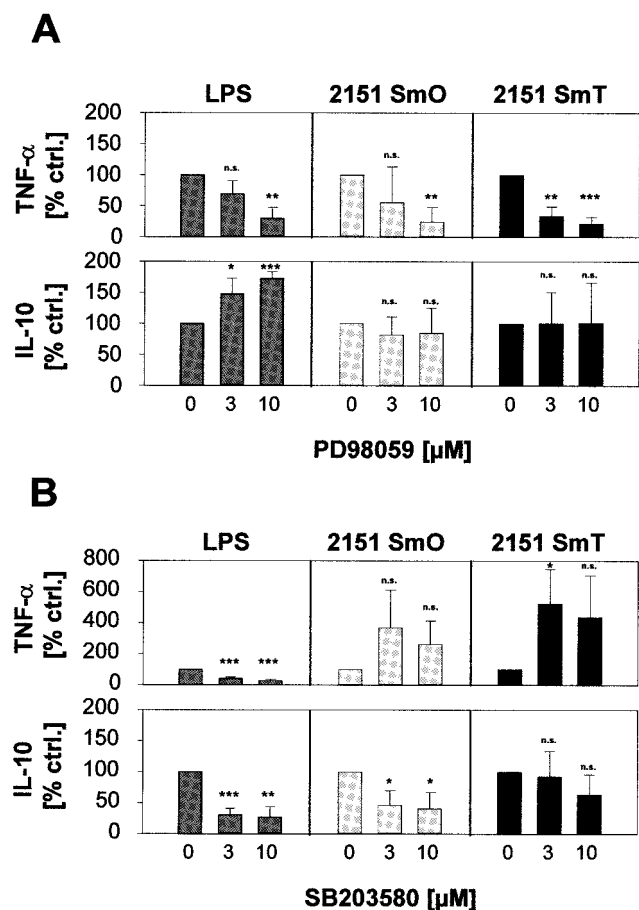 A
LPS 2151 SmO 2151 SmT
TNF-α
[% ctrl.]
200
150
100
50
0
n.s. ** n.s. ** ** ***
IL-10
[% ctrl.]
200
150
100
50
0
* *** n.s. n.s. n.s. n.s.
0 3 10 0 3 10 0 3 10
PD98059 [µM]
B
LPS 2151 SmO 2151 SmT
TNF-α
[% ctrl.]
800
600
400
200
0
*** *** n.s. n.s. * n.s.
IL-10
[% ctrl.]
200
150
100
50
0
*** ** * * n.s. n.s.
0 3 10 0 3 10 0 3 10
SB203580 [µM]